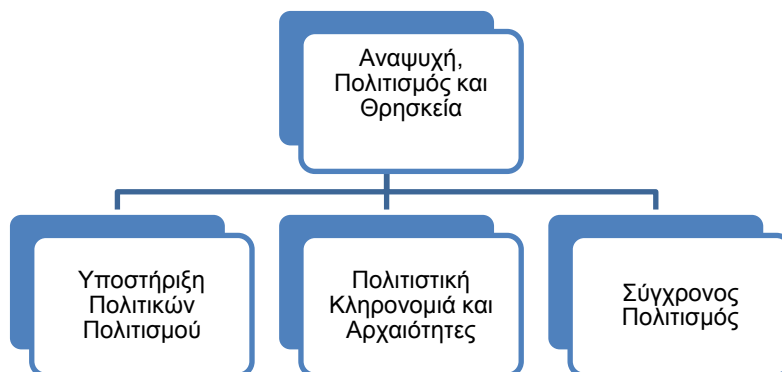 Αναψυχή,
Πολιτισμός και
Θρησκεία
Υποστήριξη
Πολιτικών
Πολιτισμού
Πολιτιστική
Κληρονομιά και
Αρχαιότητες
Σύγχρονος
Πολιτισμός